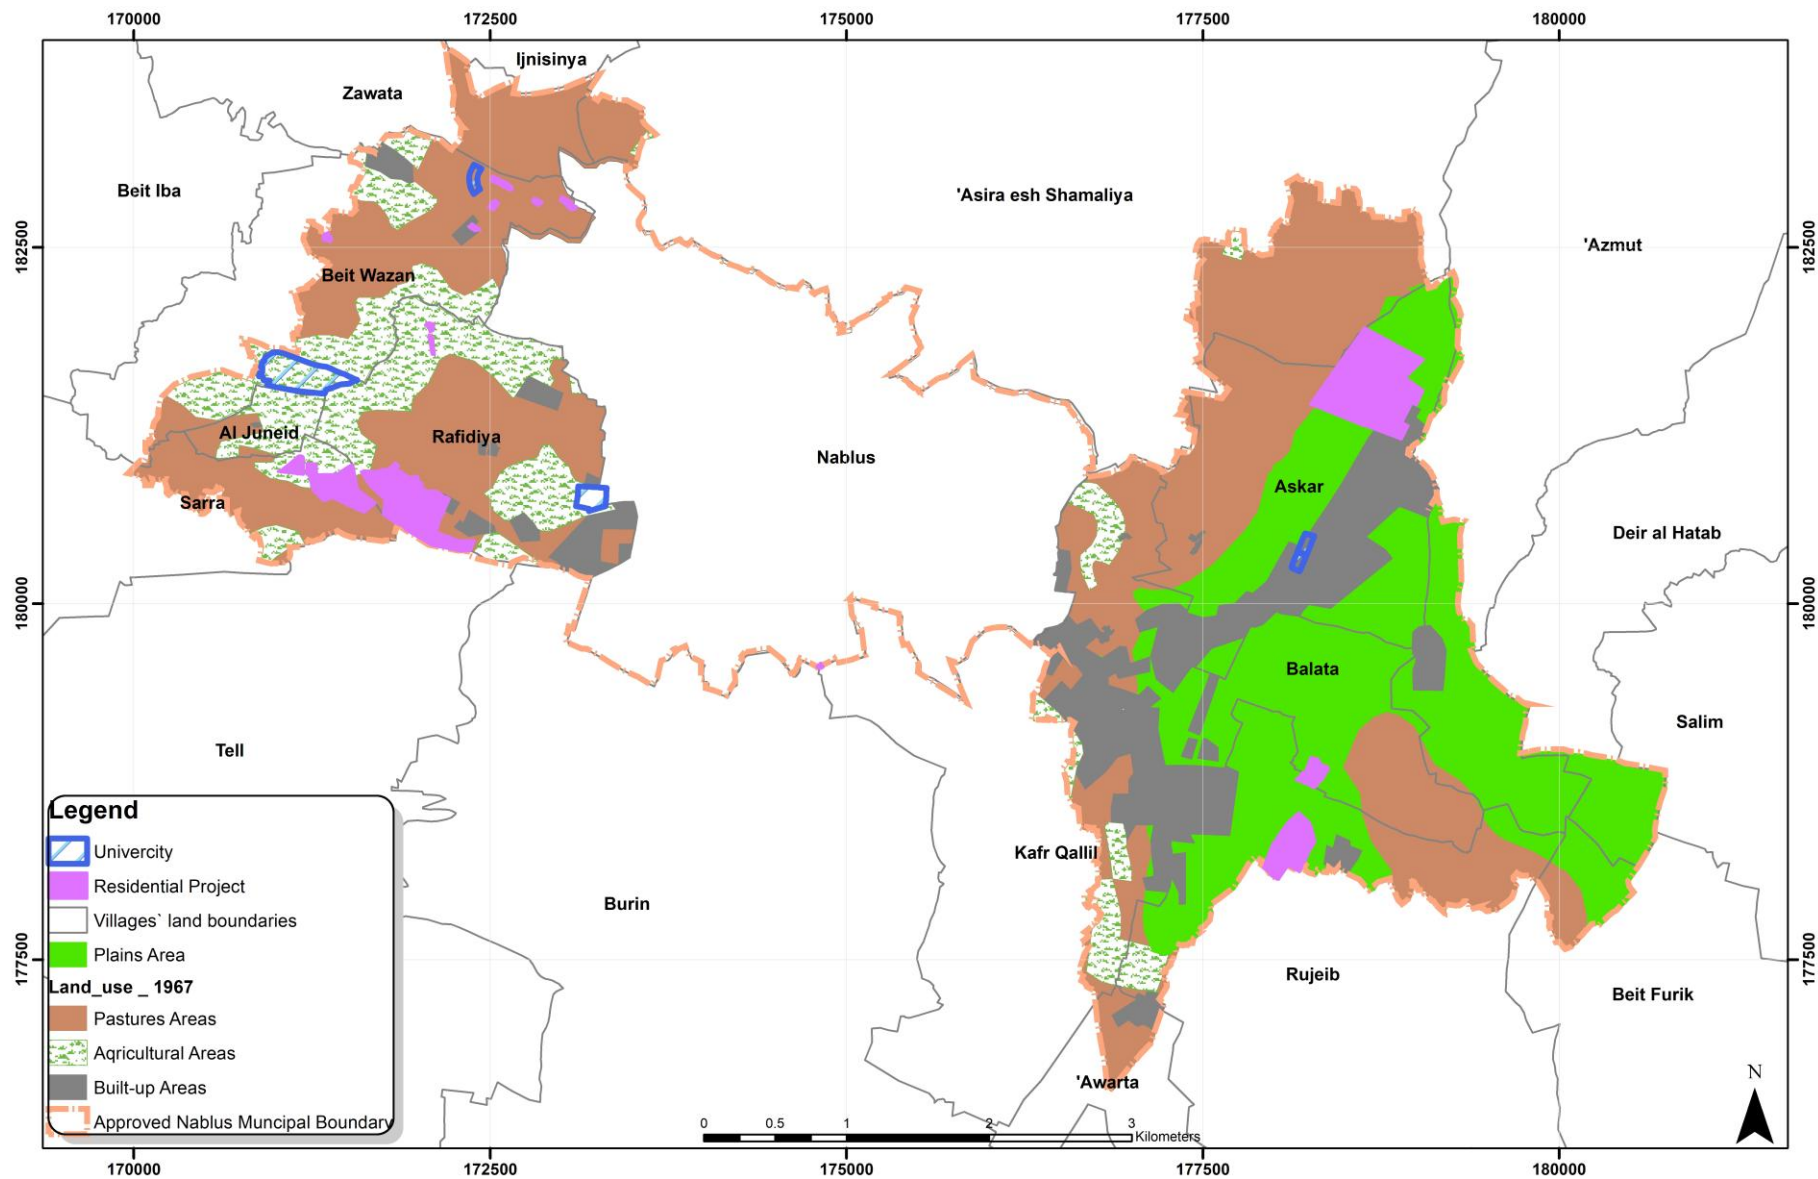 170000 172500 175000 177500 180000
Ijnisinya
Zawata
Beit Iba
'Asira esh Shamaliya
182500
'Azmut
182500
Beit Wazan
Al Juneid
Rafidiya
Nablus
Askar
Sarra
Deir al Hatab
180000
180000
Balata
Salim
Tell
Kafr Qallil
Burin
Rujeib
Beit Furik
177500
177500
'Awarta
Legend
Univercity
Residential Project
Villages` land boundaries
Plains Area
Land_use _ 1967
Pastures Areas
Aqricultural Areas
Built-up Areas
Approved Nablus Muncipal Boundary
0 0.5 1 2 3
Kilometers
N
170000 172500 175000 177500 180000